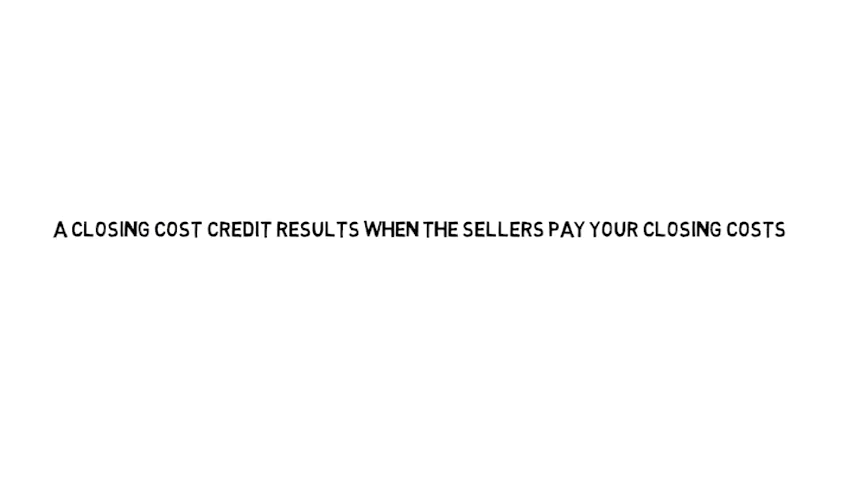 A CLOSING COST CREDIT RESULTS WHEN THE SELLERS PAY YOUR CLOSING COSTS